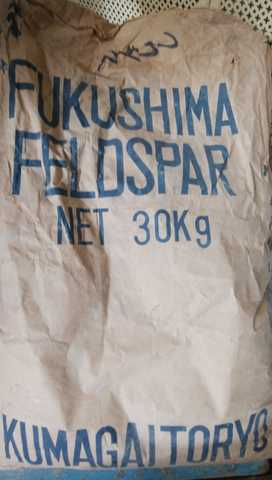 FUKUSHIMA
FELDSPAR
NET 30Kg
KUMAGAITORYO